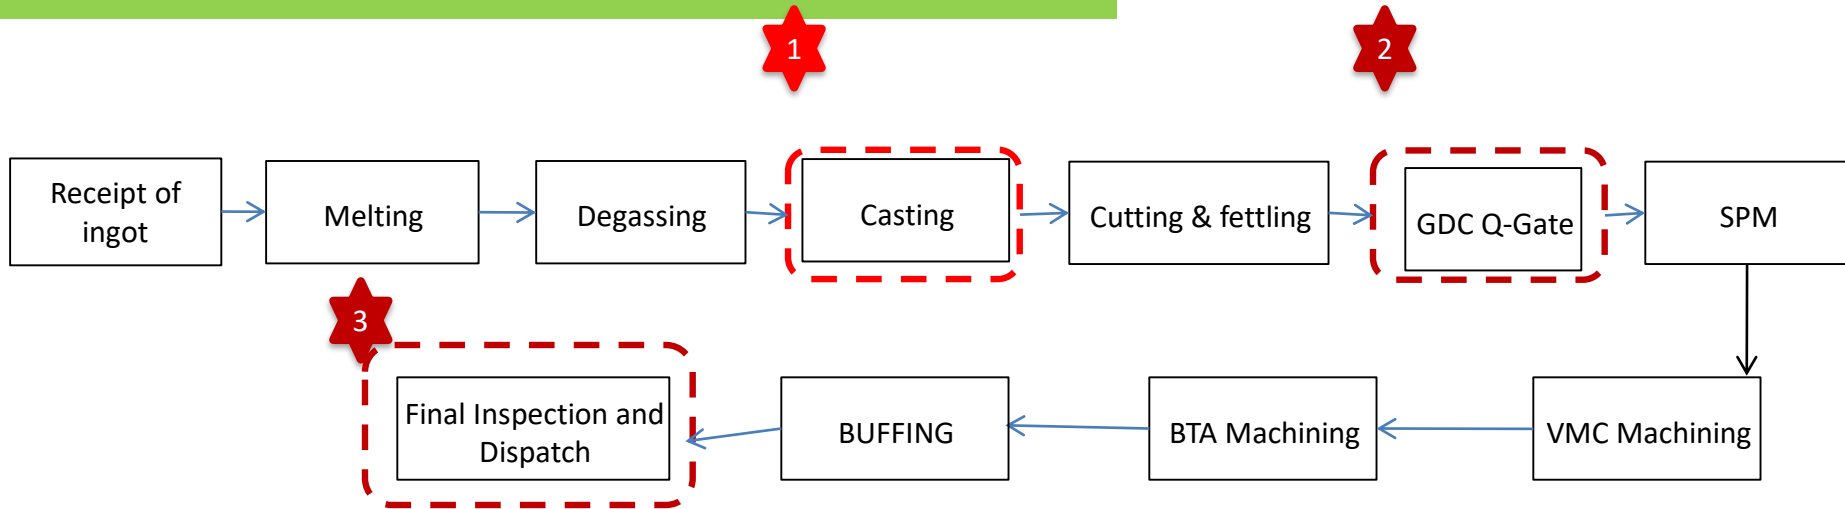 1
2
Receipt of
ingot
Melting
Degassing
Casting
Cutting & fettling
GDC Q-Gate
SPM
3
Final Inspection and
Dispatch
BUFFING
BTA Machining
VMC Machining